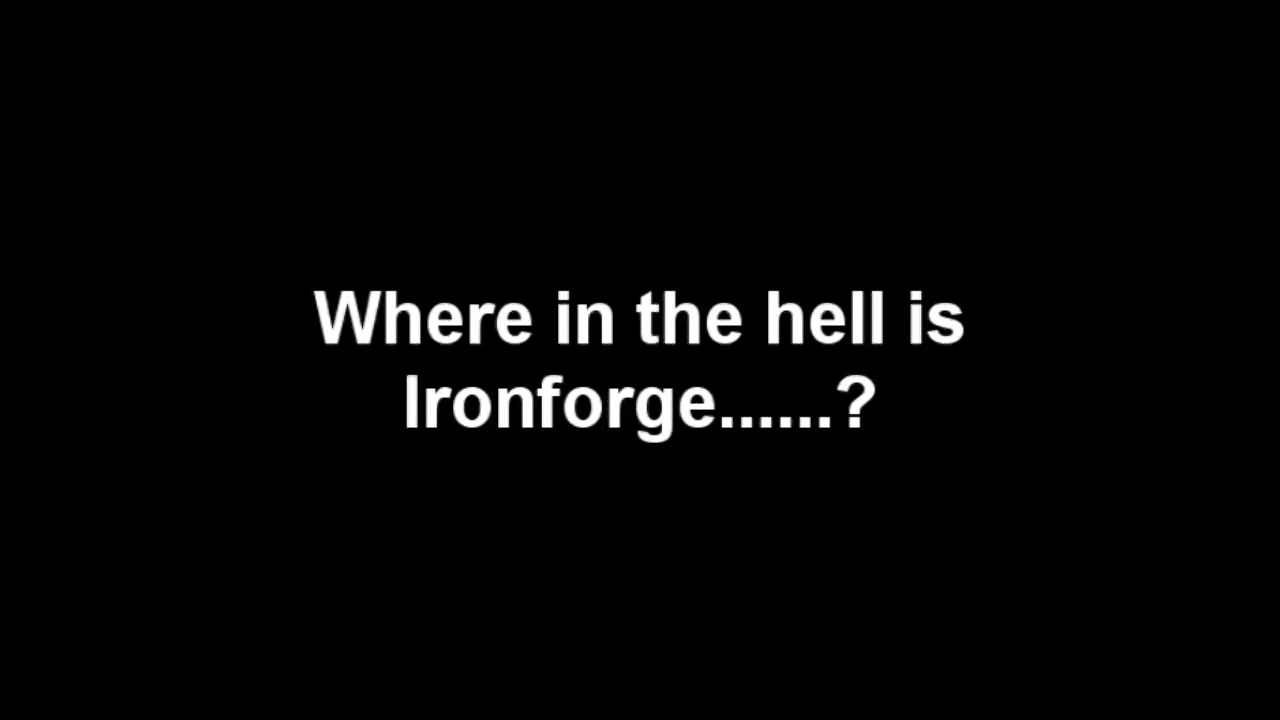 Where in the hell is
Ironforge......?